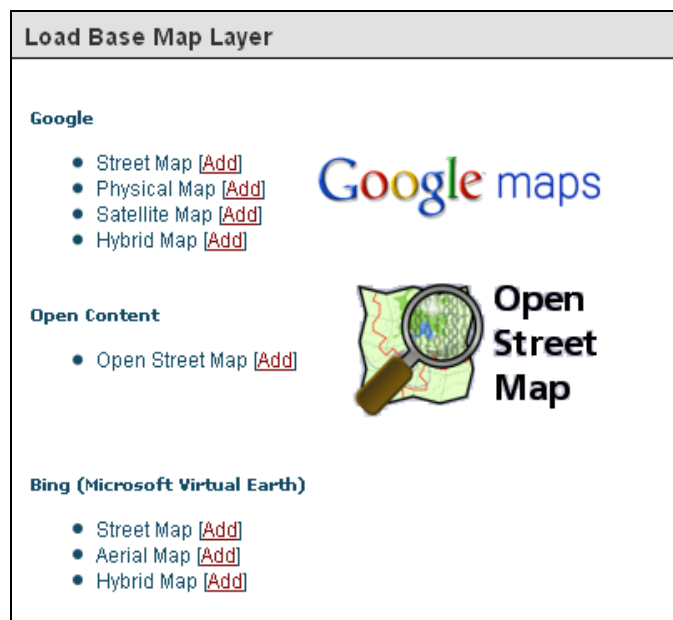 Load Base Map Layer
Google
Street Map [Add]
Physical Map [Add]
Satellite Map [Add]
Hybrid Map [Add]
Google maps
Open Content
Open Street Map [Add]
Open
Street
Map
Bing (Microsoft Virtual Earth)
Street Map [Add]
Aerial Map [Add]
Hybrid Map [Add]